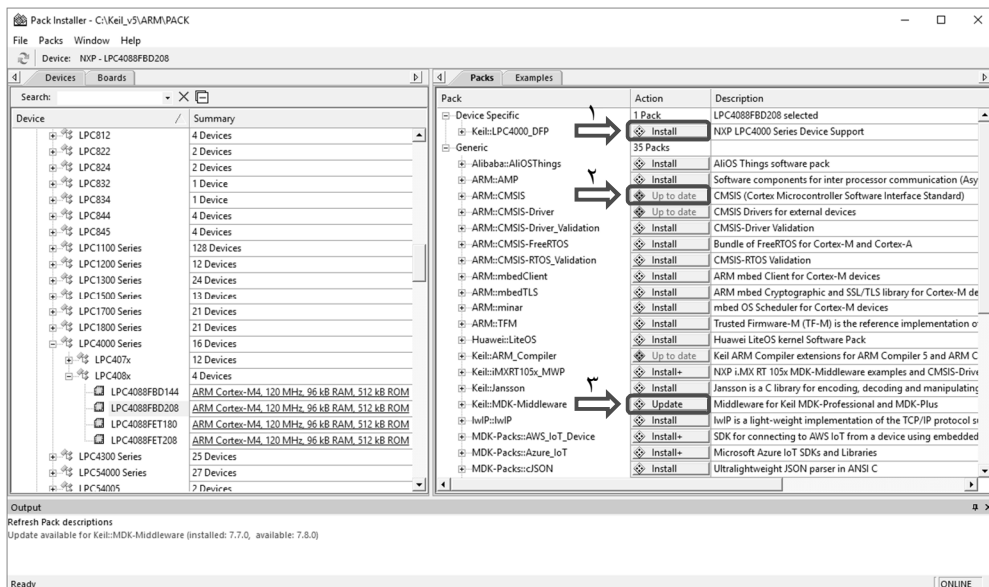 Pack Installer - C:\Keil_v5\ARM\PACK
File Packs Window Help
Device: NXP - LPC4088FBD208
Devices Boards
Search:
Device / Summary
LPC812 4 Devices
LPC822 2 Devices
LPC824 2 Devices
LPC832 1 Device
LPC834 1 Device
LPC844 4 Devices
LPC845 4 Devices
LPC1100 Series 128 Devices
LPC1200 Series 12 Devices
LPC1300 Series 24 Devices
LPC1500 Series 13 Devices
LPC1700 Series 21 Devices
LPC1800 Series 21 Devices
LPC4000 Series 16 Devices
LPC407x 12 Devices
LPC408x 4 Devices
LPC4088FBD144 ARM Cortex-M4, 120 MHz, 96 kB RAM, 512 kB ROM
LPC4088FBD208 ARM Cortex-M4, 120 MHz, 96 kB RAM, 512 kB ROM
LPC4088FET180 ARM Cortex-M4, 120 MHz, 96 kB RAM, 512 kB ROM
LPC4088FET208 ARM Cortex-M4, 120 MHz, 96 kB RAM, 512 kB ROM
LPC4300 Series 25 Devices
LPC54000 Series 27 Devices
LPC54005 2 Devices
Packs Examples
Pack Action Description
Device Specific 1 Pack LPC4088FBD208 selected
۱
Keil::LPC4000_DFP Install NXP LPC4000 Series Device Support
Generic 35 Packs
Alibaba::AliOSThings Install AliOS Things software pack
ARM::AMP Install Software components for inter processor communication (Asy
۲
ARM::CMSIS Up to date CMSIS (Cortex Microcontroller Software Interface Standard)
ARM::CMSIS-Driver Up to date CMSIS Drivers for external devices
ARM::CMSIS-Driver_Validation Install CMSIS-Driver Validation
ARM::CMSIS-FreeRTOS Install Bundle of FreeRTOS for Cortex-M and Cortex-A
ARM::CMSIS-RTOS_Validation Install CMSIS-RTOS Validation
ARM::mbedClient Install ARM mbed Client for Cortex-M devices
ARM::mbedTLS Install ARM mbed Cryptographic and SSL/TLS library for Cortex-M de
ARM::minar Install mbed OS Scheduler for Cortex-M devices
ARM::TFM Install Trusted Firmware-M (TF-M) is the reference implementation o
Huawei::LiteOS Install Huawei LiteOS kernel Software Pack
Keil::ARM_Compiler Up to date Keil ARM Compiler extensions for ARM Compiler 5 and ARM C
Keil::iMXRT105x_MWP Install+ NXP i.MX RT 105x MDK-Middleware examples and CMSIS-Drive
Keil::Jansson Install Jansson is a C library for encoding, decoding and manipulating
۳
Keil::MDK-Middleware Update Middleware for Keil MDK-Professional and MDK-Plus
lwIP::lwIP Install lwIP is a light-weight implementation of the TCP/IP protocol su
MDK-Packs::AWS_IoT_Device Install+ SDK for connecting to AWS IoT from a device using embedded
MDK-Packs::Azure_IoT Install+ Microsoft Azure IoT SDKs and Libraries
MDK-Packs::cJSON Install Ultralightweight JSON parser in ANSI C
Output
Refresh Pack descriptions
Update available for Keil::MDK-Middleware (installed: 7.7.0, available: 7.8.0)
Ready ONLINE